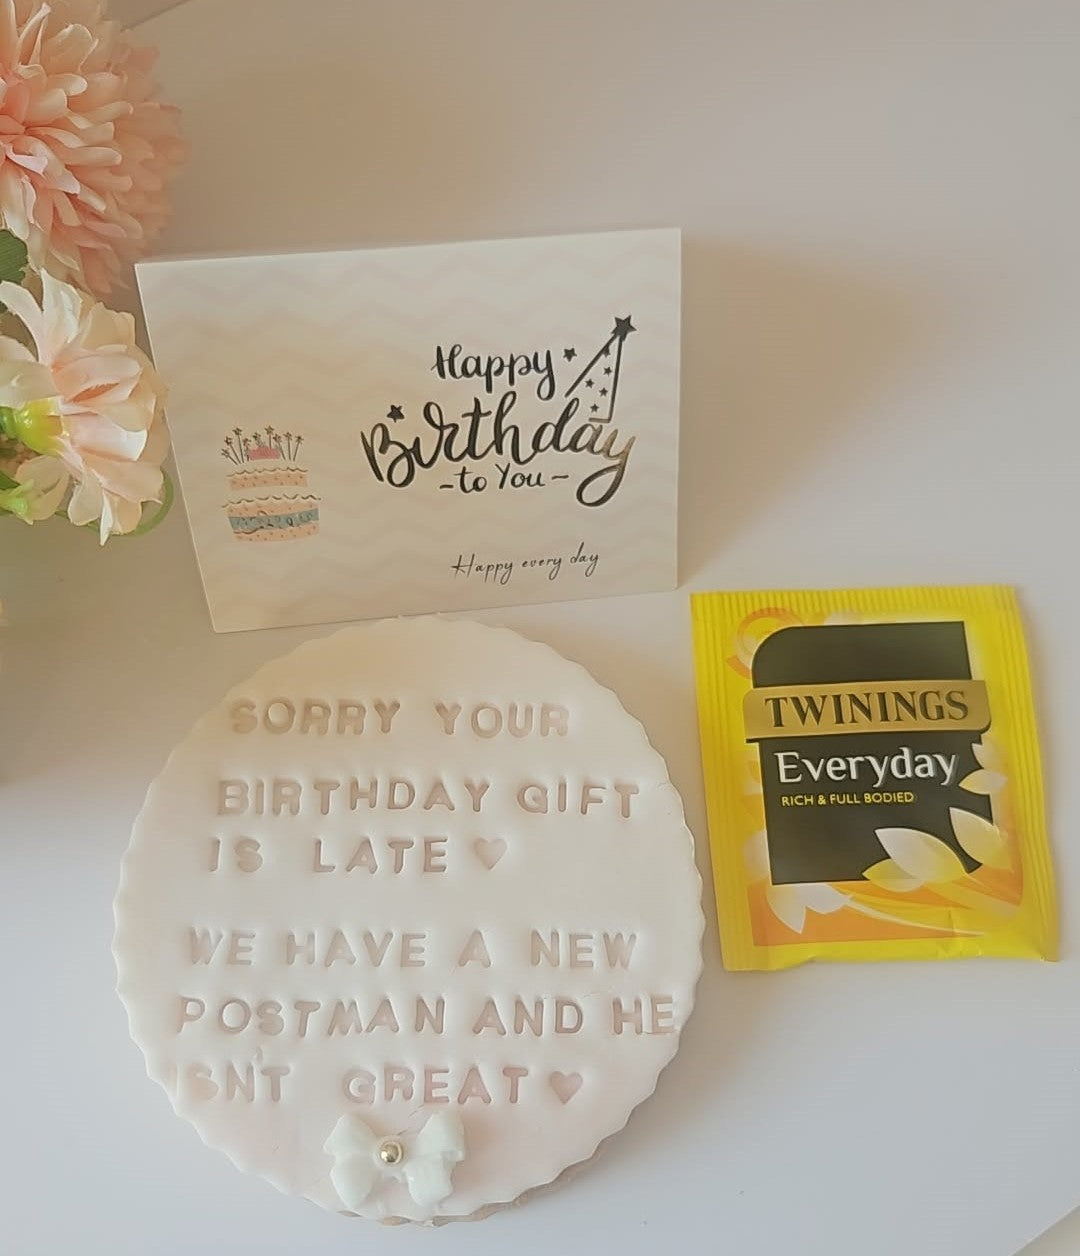 Happy
Birthday
-to You-
Happy every day
TWININGS
Everyday
RICH & FULL BODIED
SORRY YOUR
BIRTHDAY GIFT
IS LATE ♥
WE HAVE A NEW
POSTMAN AND HE
ISNT GREAT ♥